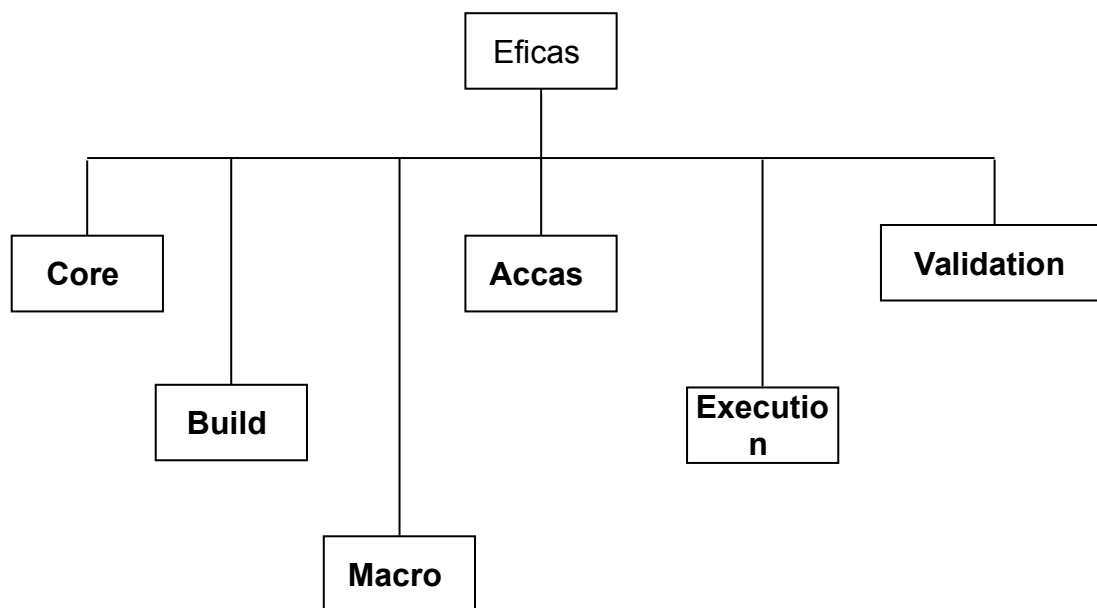 Eficas
Core
Accas
Validation
Build
Executio
n
Macro